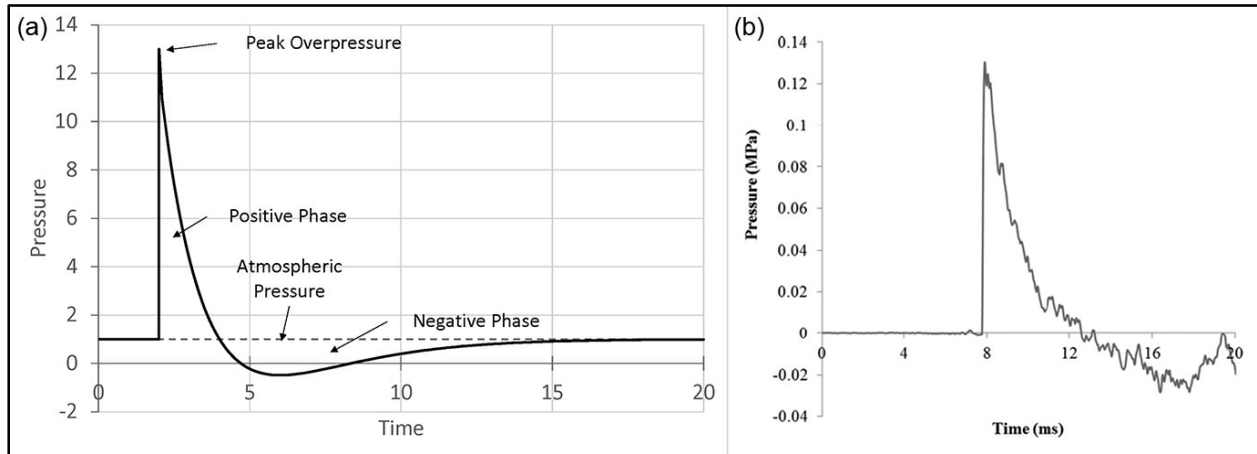 (a)
14
12
10
8
6
4
2
0
-2
Pressure
Peak Overpressure
Positive Phase
Atmospheric
Pressure
Negative Phase
0 5 10 15 20
Time
(b)
0.14
0.12
0.1
0.08
0.06
0.04
0.02
0
-0.02
-0.04
Pressure (MPa)
0 4 8 12 16 20
Time (ms)